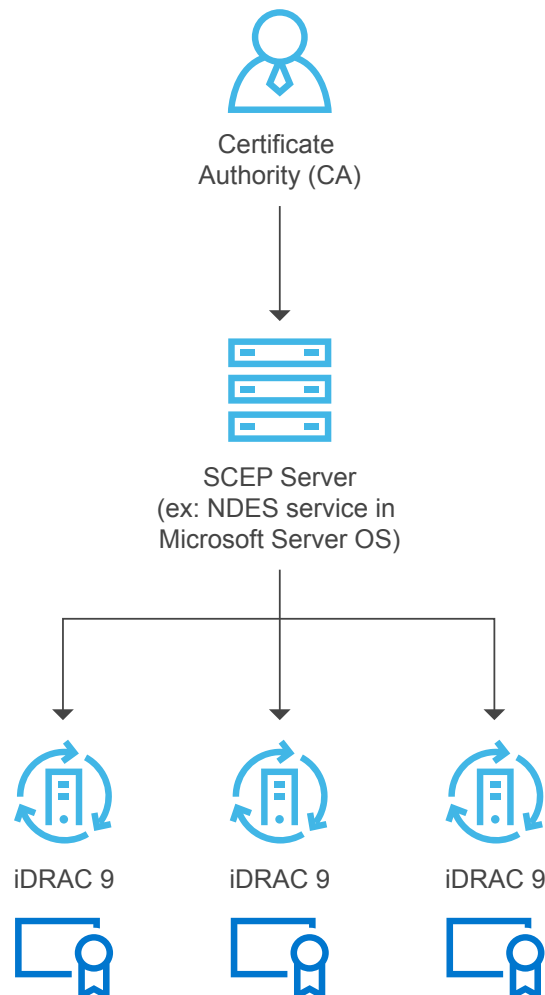 Certificate
Authority (CA)
SCEP Server
(ex: NDES service in
Microsoft Server OS)
iDRAC 9
iDRAC 9
iDRAC 9